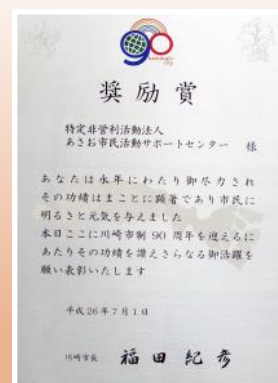 90
奨励賞
特定非営利活動法人
あさお市民活動サポートセンター 様
あなたは永年にわたり御尽力され
その功績はまことに顕著であり市民に
明るさと元気を与えました
本日ここに川崎市制90周年を迎えるに
あたりその功績を讃えさらなる御活躍を
願い表彰いたします
平成26年7月1日
川崎市長 福田紀彦